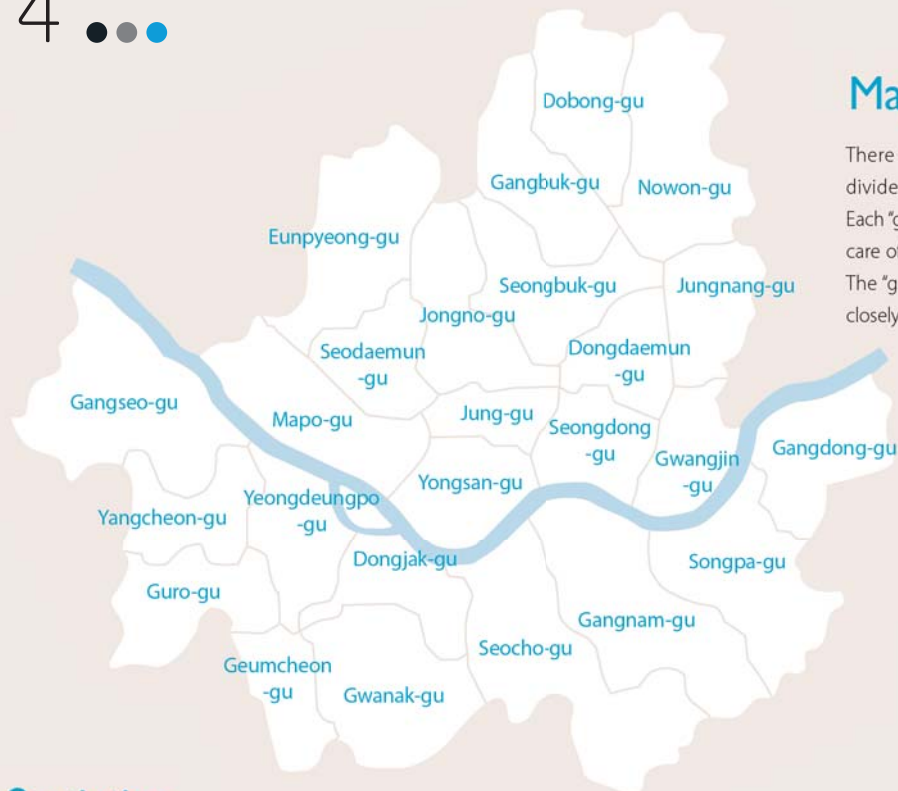 4
Ma
There
divide
Each “g
care of
The “g
closely
Dobong-gu
Gangbuk-gu
Nowon-gu
Eunpyeong-gu
Seongbuk-gu
Jungnang-gu
Jongno-gu
Seodaemun
-gu
Dongdaemun
-gu
Gangseo-gu
Mapo-gu
Jung-gu
Seongdong
-gu
Gwangjin
-gu
Gangdong-gu
Yongsan-gu
Yeongdeungpo
-gu
Yangcheon-gu
Dongjak-gu
Songpa-gu
Guro-gu
Gangnam-gu
Seocho-gu
Geumcheon
-gu
Gwanak-gu